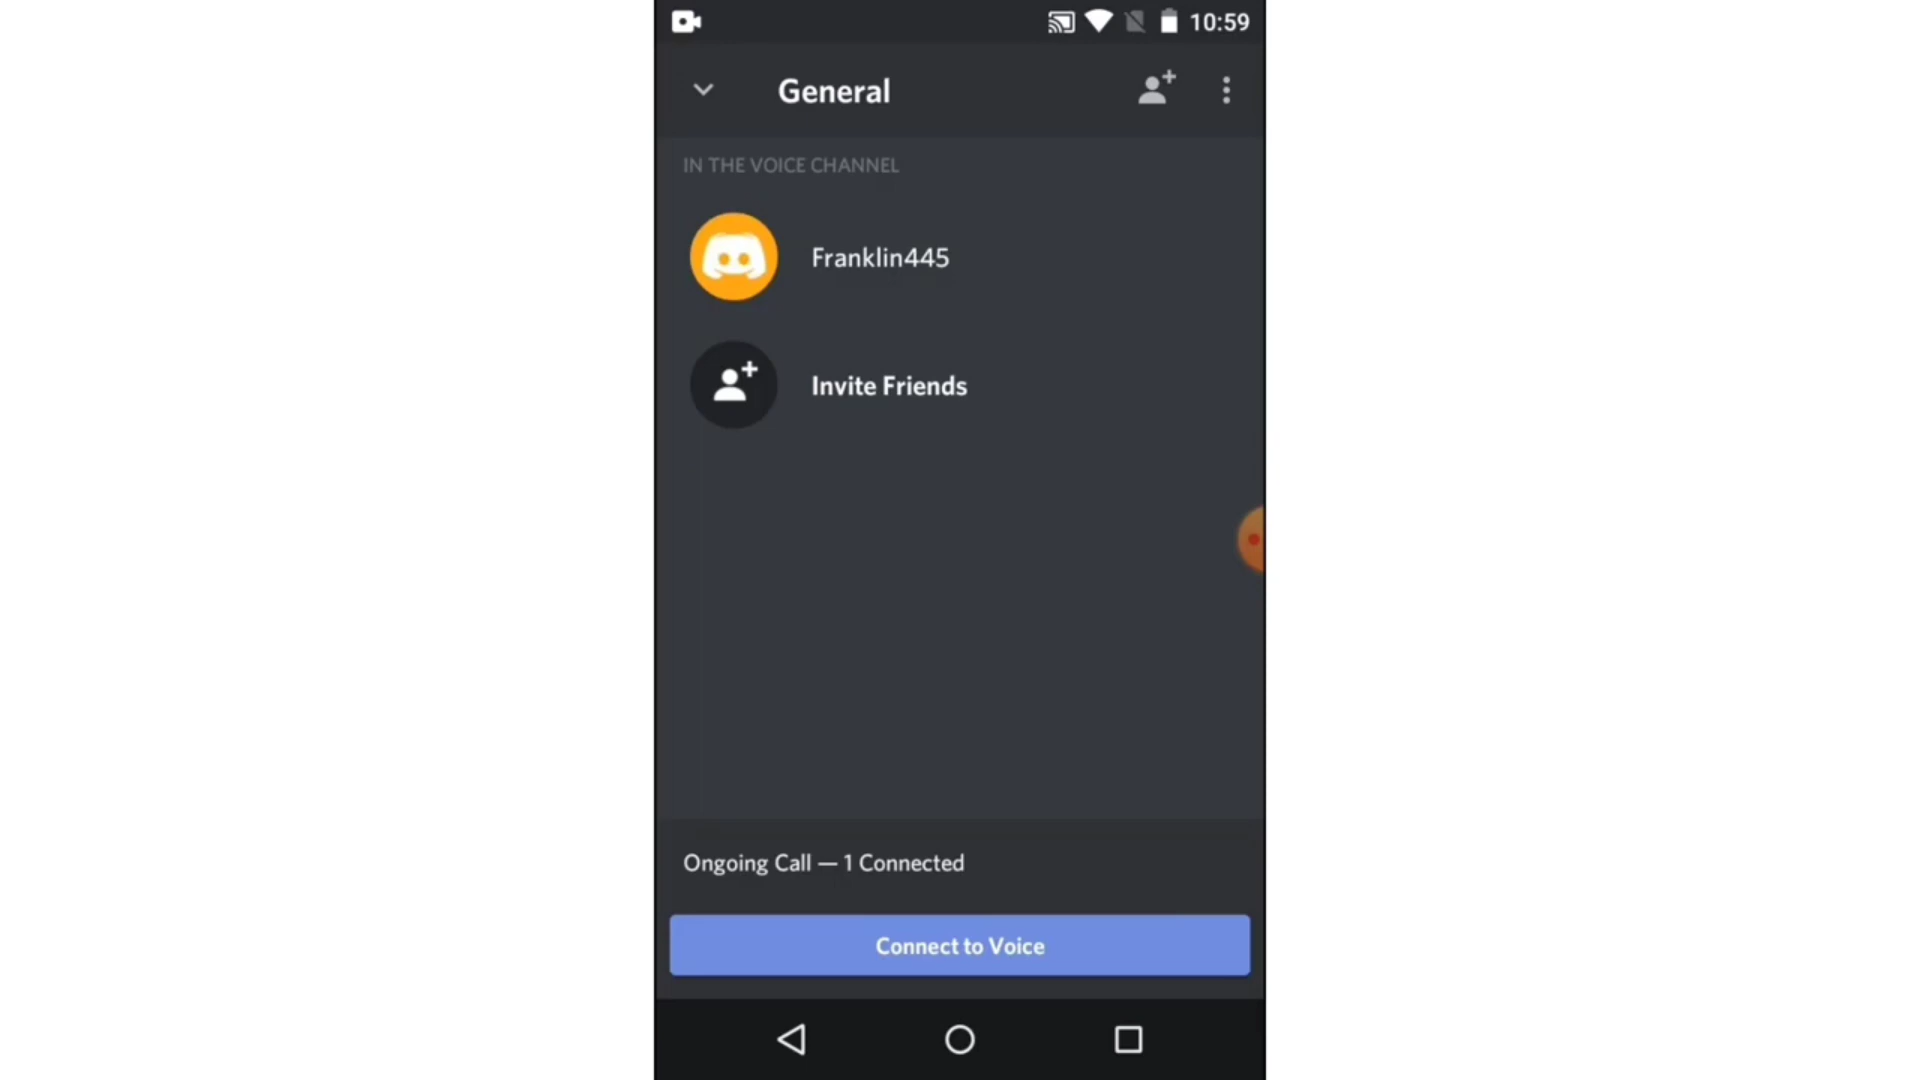 10:59
General
IN THE VOICE CHANNEL
Franklin445
Invite Friends
Ongoing Call — 1 Connected
Connect to Voice